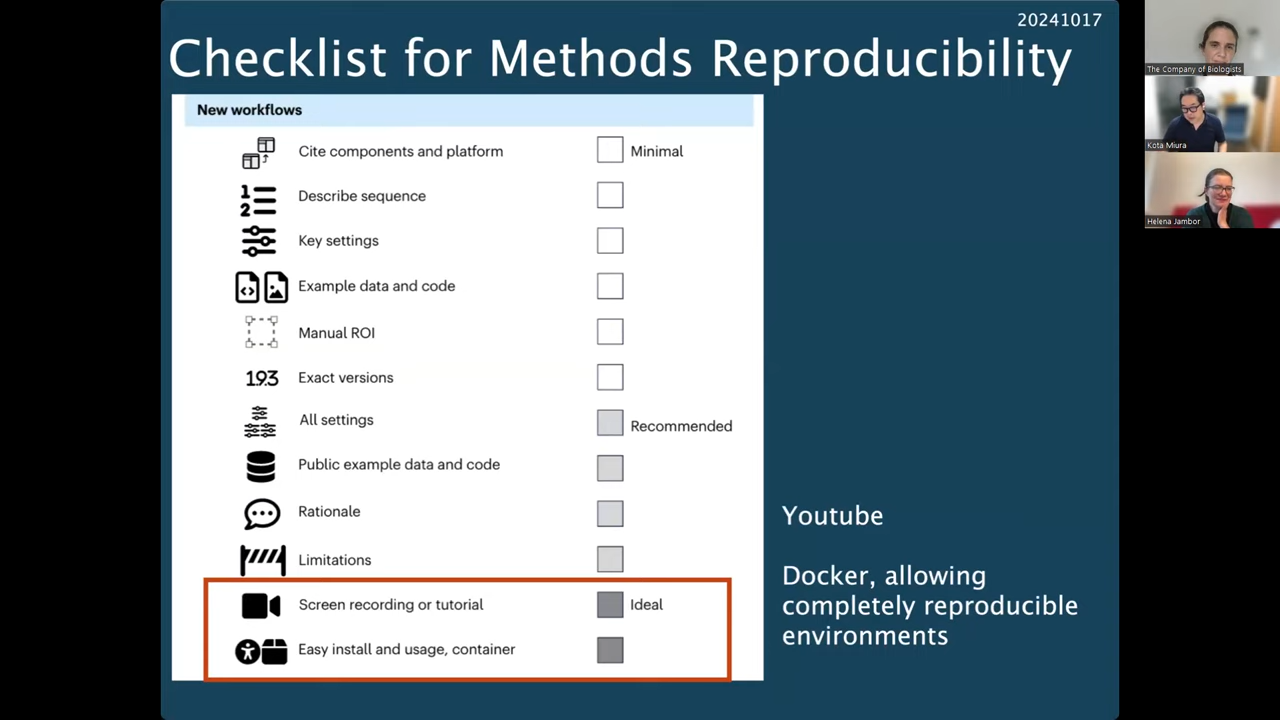 20241017
Checklist for Methods Reproducibility
New workflows
Cite components and platform
Minimal
1
2
Describe sequence
Key settings
Example data and code
Manual ROI
1.9.3
Exact versions
All settings
Recommended
Public example data and code
Rationale
Limitations
Screen recording or tutorial
Ideal
Easy install and usage, container
Youtube
Docker, allowing
completely reproducible
environments
The Company of Biologists
Kota Miura
Helena Jambor